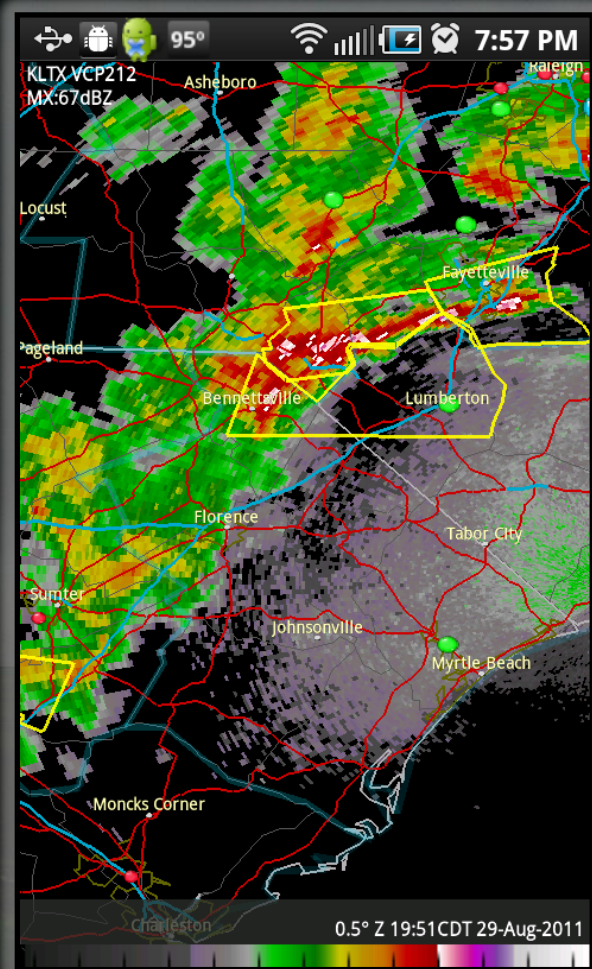 95°
7:57 PM
KLTX VCP212
MX:67dBZ
Asheboro
Raleigh
Locust
Fayetteville
Pageland
Bennettsville
Lumberton
Florence
Tabor City
Sumter
Johnsonville
Myrtle Beach
Moncks Corner
Charleston
0.5° Z 19:51CDT 29-Aug-2011